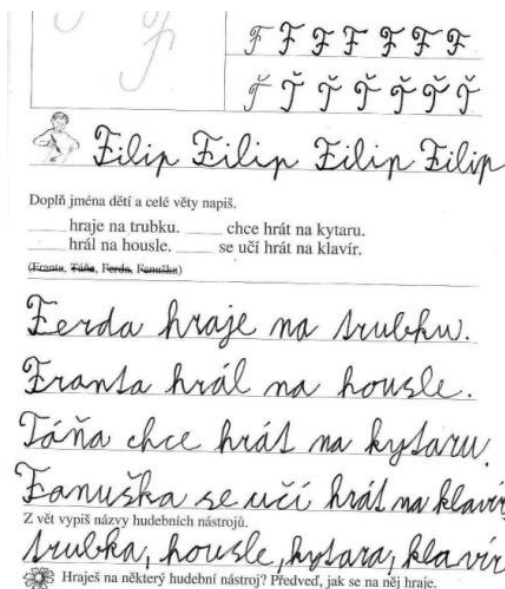 F F F F F F F
Ť Ť Ť Ť Ť Ť Ť
Filip Filip Filip Filip
Doplň jména dětí a celé věty napiš.
____ hraje na trubku. ____ chce hrát na kytaru.
____ hrál na housle. ____ se učí hrát na klavír.
(Franta, Táňa, Ferda, Fanuška)
Ferda hraje na trubku.
Franta hrál na housle.
Táňa chce hrát na kytaru.
Fanuška se učí hrát na klavír
Z vět vypiš názvy hudebních nástrojů.
trubka, housle, kytara, klavír
Hraješ na některý hudební nástroj? Předveď, jak se na něj hraje.